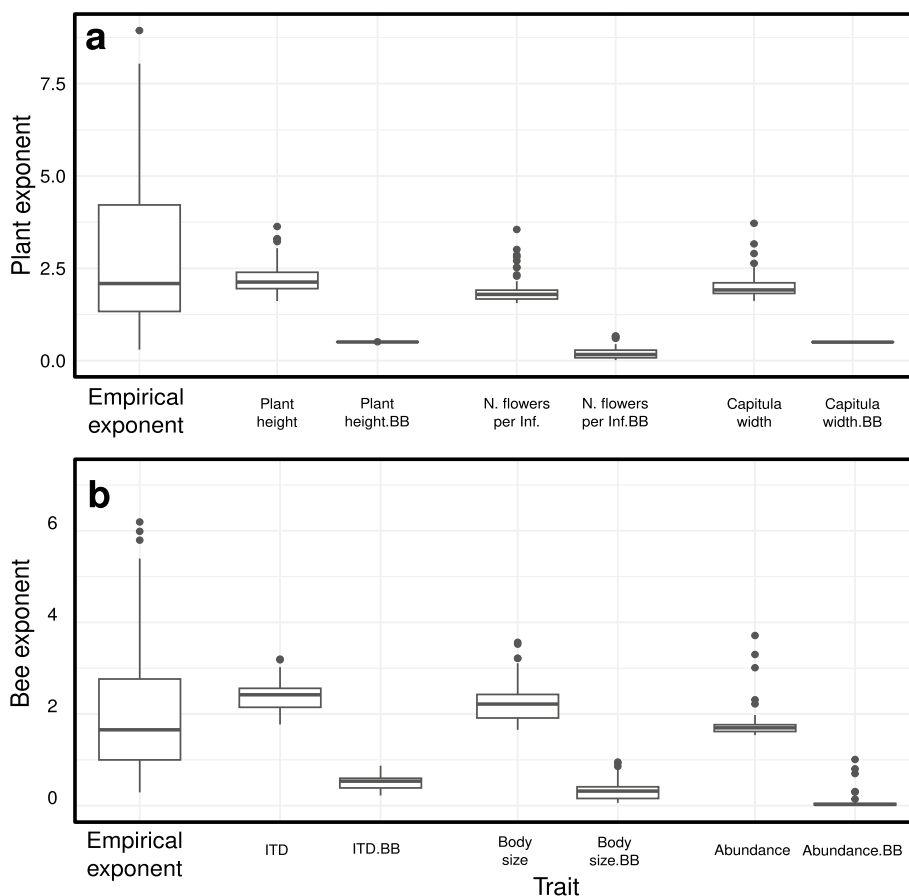 a
Plant exponent
7.5
5.0
2.5
0.0
Empirical
exponent
Plant
height
Plant
height.BB
N. flowers
per Inf.
N. flowers
per Inf.BB
Capitula
width
Capitula
width.BB
b
Bee exponent
6
4
2
0
Empirical
exponent
ITD
ITD.BB
Body
size
Body
size.BB
Abundance
Abundance.BB
Trait